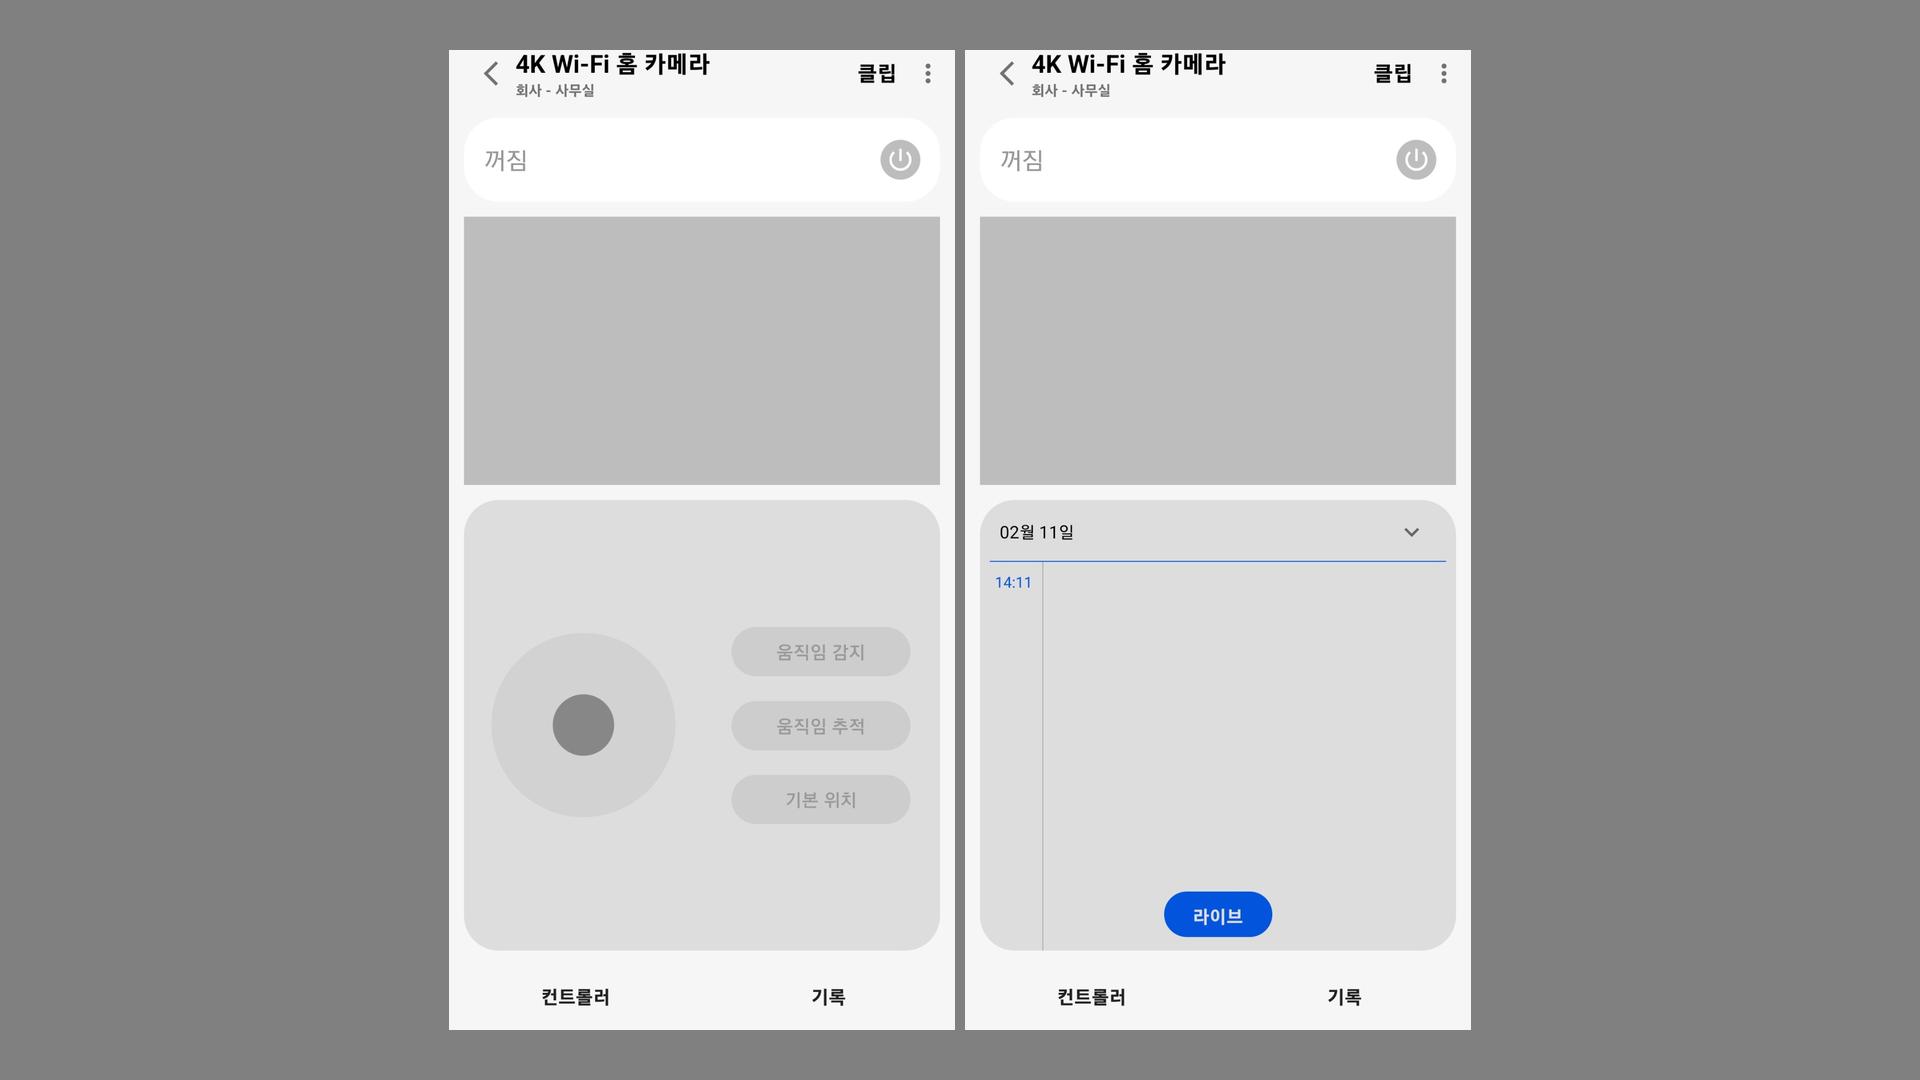 4K Wi-Fi 홈 카메라
회사 - 사무실
클립
꺼짐
움직임 감지
움직임 추적
기본 위치
컨트롤러
기록
4K Wi-Fi 홈 카메라
회사 - 사무실
클립
꺼짐
02월 11일
14:11
라이브
컨트롤러
기록